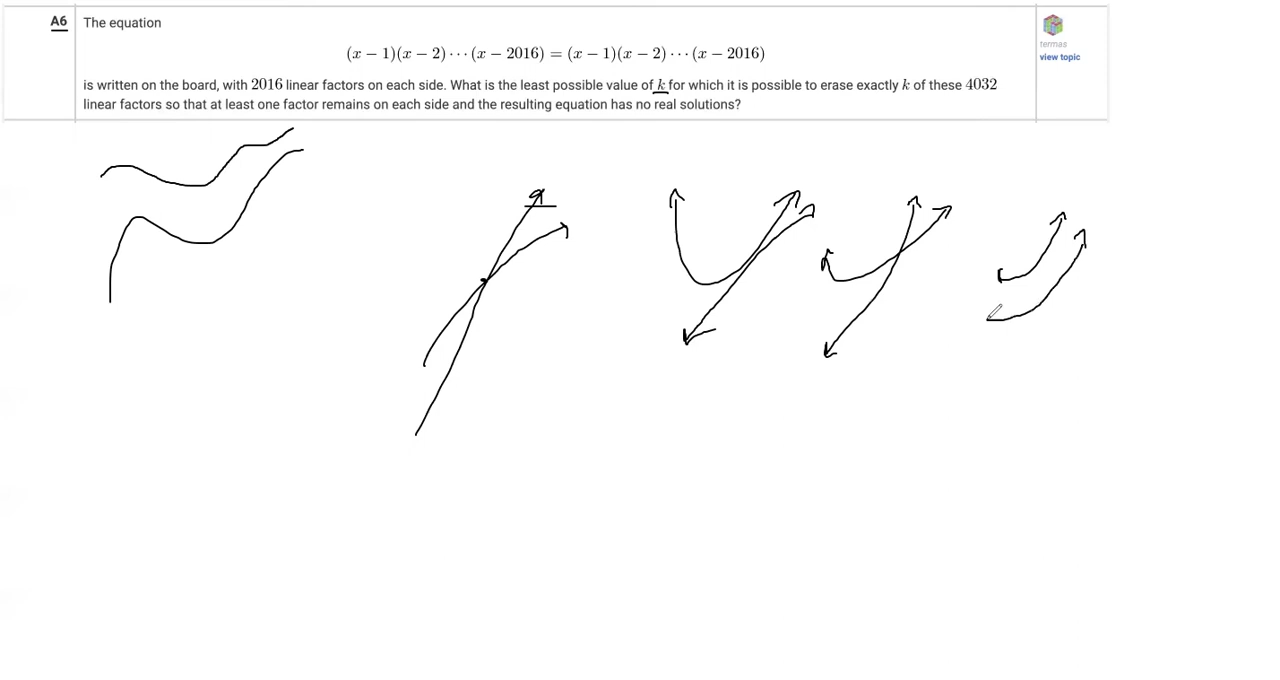 A6 The equation
(x − 1)(x − 2) · · · (x − 2016) = (x − 1)(x − 2) · · · (x − 2016)
is written on the board, with 2016 linear factors on each side. What is the least possible value of k for which it is possible to erase exactly k of these 4032
linear factors so that at least one factor remains on each side and the resulting equation has no real solutions?
termas
view topic